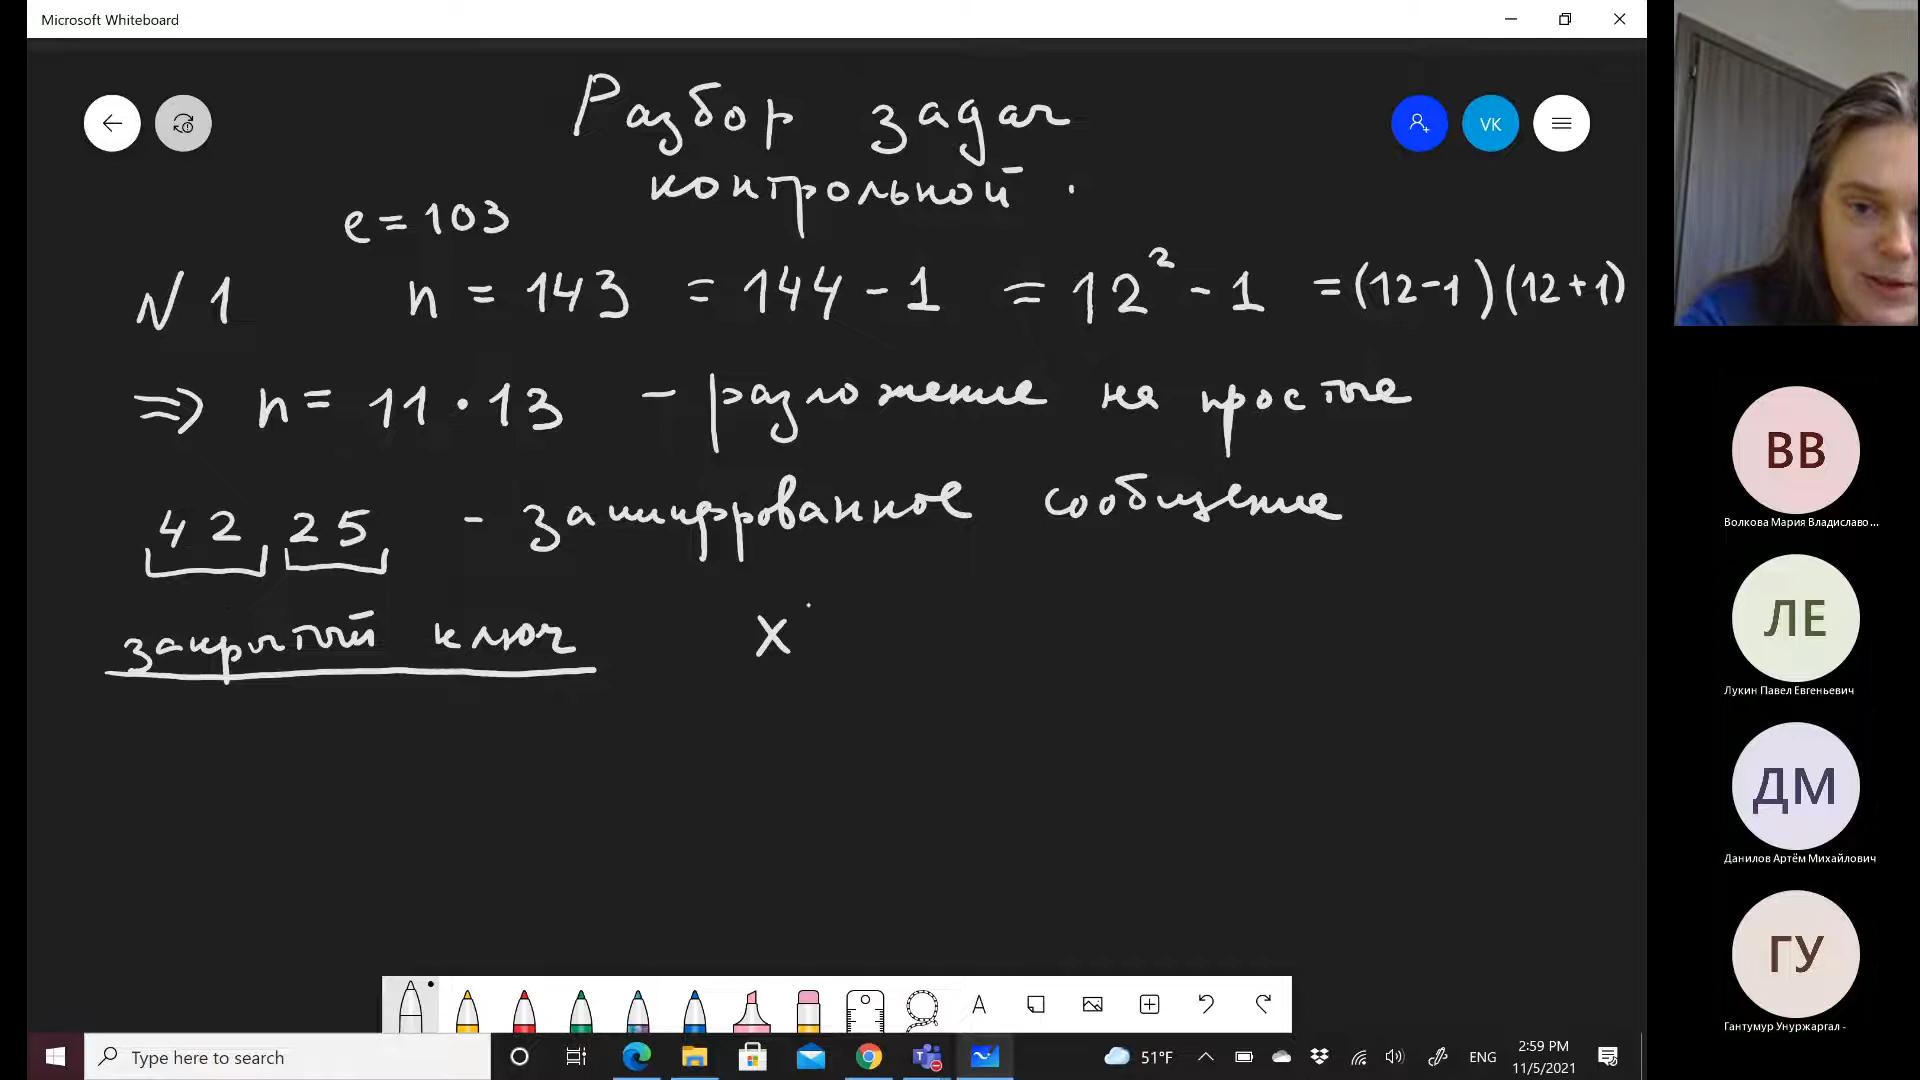 Microsoft Whiteboard
Разбор задач
контрольной.
VK
e = 103
N 1 n = 143 = 144 - 1 = 12² - 1 = (12-1)(12+1)
⇒ n = 11 · 13 - разложение на простые
42 25 - зашифрованное сообщение
закрытый ключ x
ВВ
Волкова Мария Владиславо...
ЛЕ
Лукин Павел Евгеньевич
ДМ
Данилов Артём Михайлович
ГУ
Гантумур Унуржаргал -
A
Type here to search
51°F
ENG
2:59 PM
11/5/2021